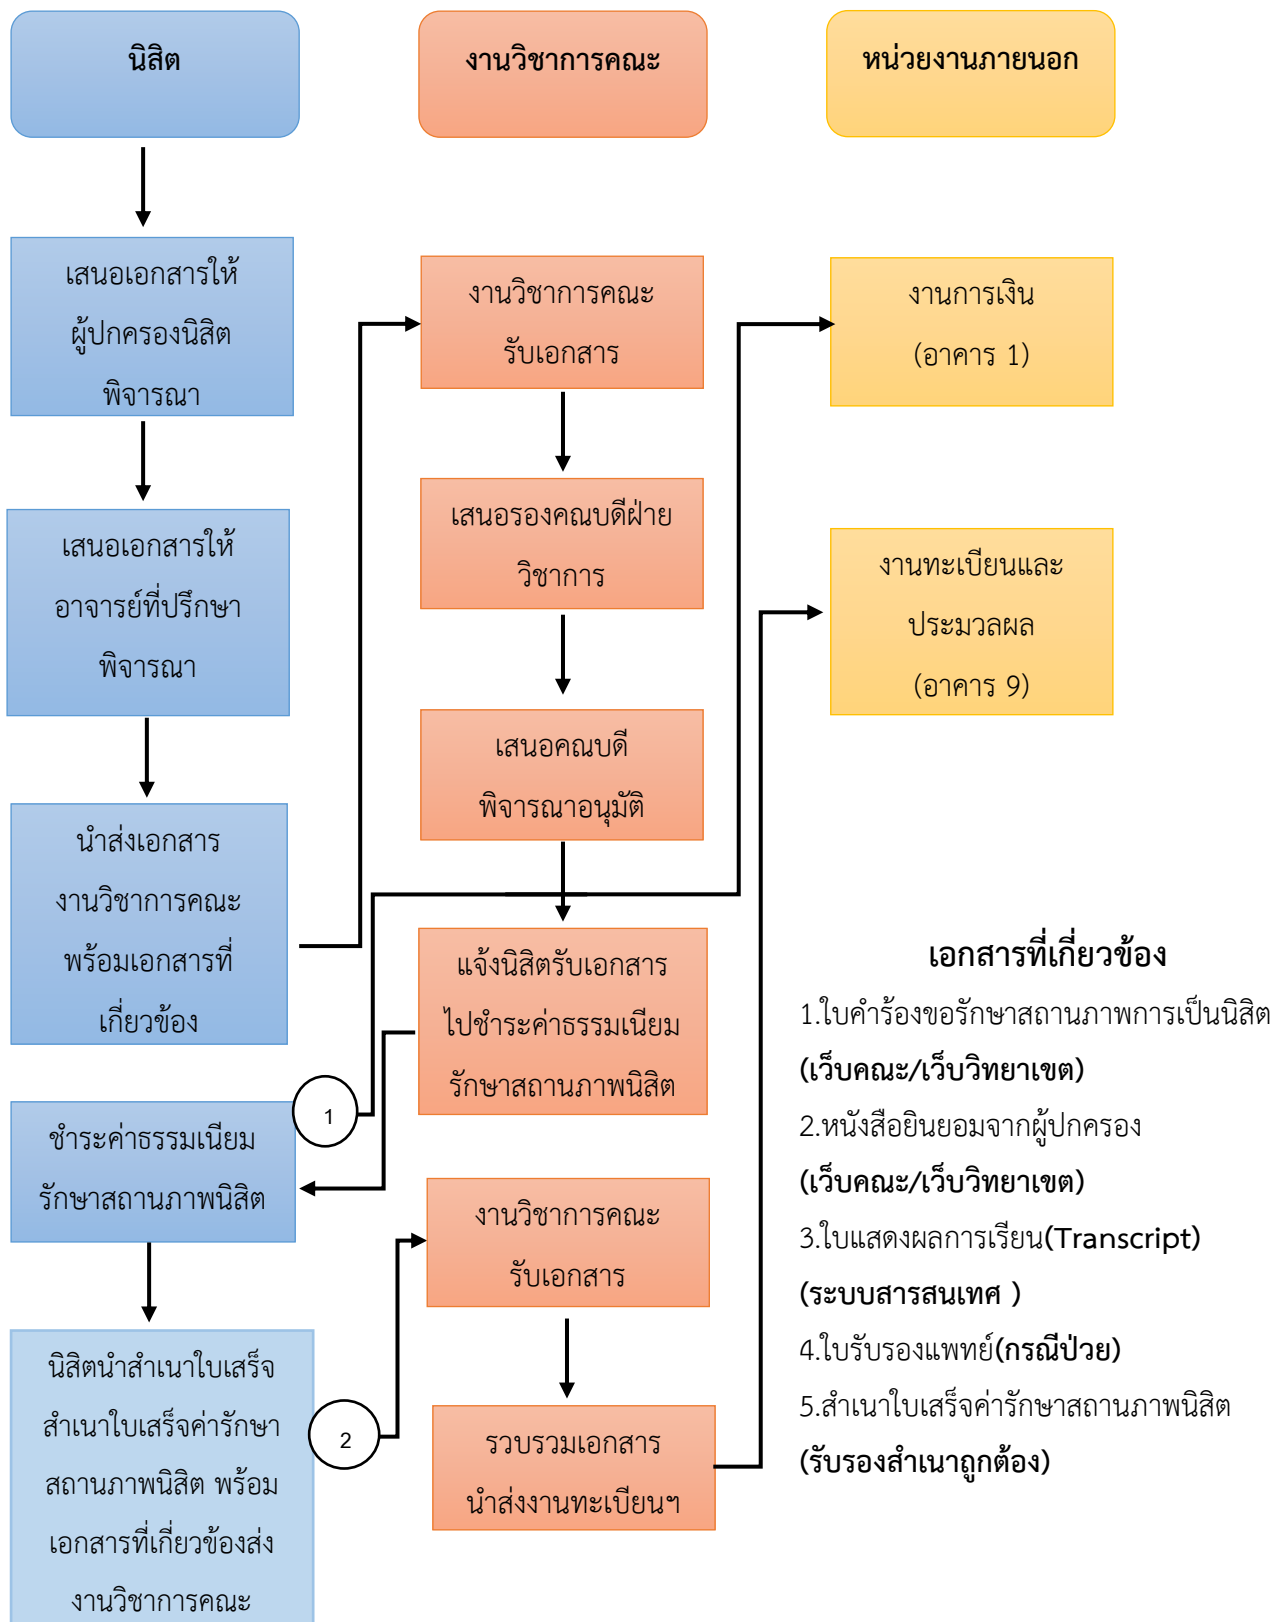 นิสิต
งานวิชาการคณะ
หน่วยงานภายนอก
เสนอเอกสารให้
ผู้ปกครองนิสิต
พิจารณา
เสนอเอกสารให้
อาจารย์ที่ปรึกษา
พิจารณา
นำส่งเอกสาร
งานวิชาการคณะ
พร้อมเอกสารที่
เกี่ยวข้อง
ชำระค่าธรรมเนียม
รักษาสถานภาพนิสิต
1
นิสิตนำสำเนาใบเสร็จ
สำเนาใบเสร็จค่ารักษา
สถานภาพนิสิต พร้อม
เอกสารที่เกี่ยวข้องส่ง
งานวิชาการคณะ
2
งานวิชาการคณะ
รับเอกสาร
เสนอรองคณบดีฝ่าย
วิชาการ
เสนอคณบดี
พิจารณาอนุมัติ
แจ้งนิสิตรับเอกสาร
ไปชำระค่าธรรมเนียม
รักษาสถานภาพนิสิต
งานวิชาการคณะ
รับเอกสาร
รวบรวมเอกสาร
นำส่งงานทะเบียนฯ
งานการเงิน
(อาคาร 1)
งานทะเบียนและ
ประมวลผล
(อาคาร 9)
เอกสารที่เกี่ยวข้อง
1.ใบคำร้องขอรักษาสถานภาพการเป็นนิสิต
(เว็บคณะ/เว็บวิทยาเขต)
2.หนังสือยินยอมจากผู้ปกครอง
(เว็บคณะ/เว็บวิทยาเขต)
3.ใบแสดงผลการเรียน(Transcript)
(ระบบสารสนเทศ )
4.ใบรับรองแพทย์(กรณีป่วย)
5.สำเนาใบเสร็จค่ารักษาสถานภาพนิสิต
(รับรองสำเนาถูกต้อง)